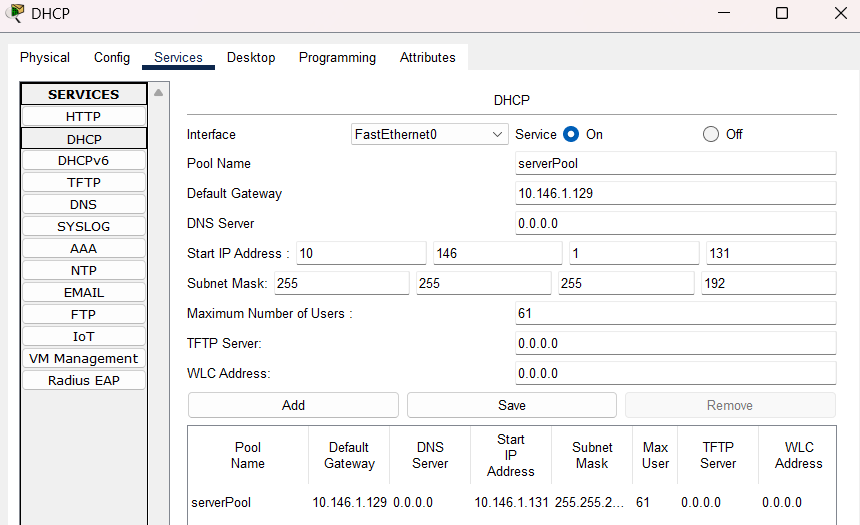 DHCP
Physical Config Services Desktop Programming Attributes
SERVICES
HTTP
DHCP
DHCPv6
TFTP
DNS
SYSLOG
AAA
NTP
EMAIL
FTP
IoT
VM Management
Radius EAP
DHCP
Interface FastEthernet0 Service On Off
Pool Name serverPool
Default Gateway 10.146.1.129
DNS Server 0.0.0.0
Start IP Address : 10 146 1 131
Subnet Mask: 255 255 255 192
Maximum Number of Users : 61
TFTP Server: 0.0.0.0
WLC Address: 0.0.0.0
Add Save Remove
Pool Name Default Gateway DNS Server Start IP Address Subnet Mask Max User TFTP Server WLC Address
serverPool 10.146.1.129 0.0.0.0 10.146.1.131 255.255.2... 61 0.0.0.0 0.0.0.0